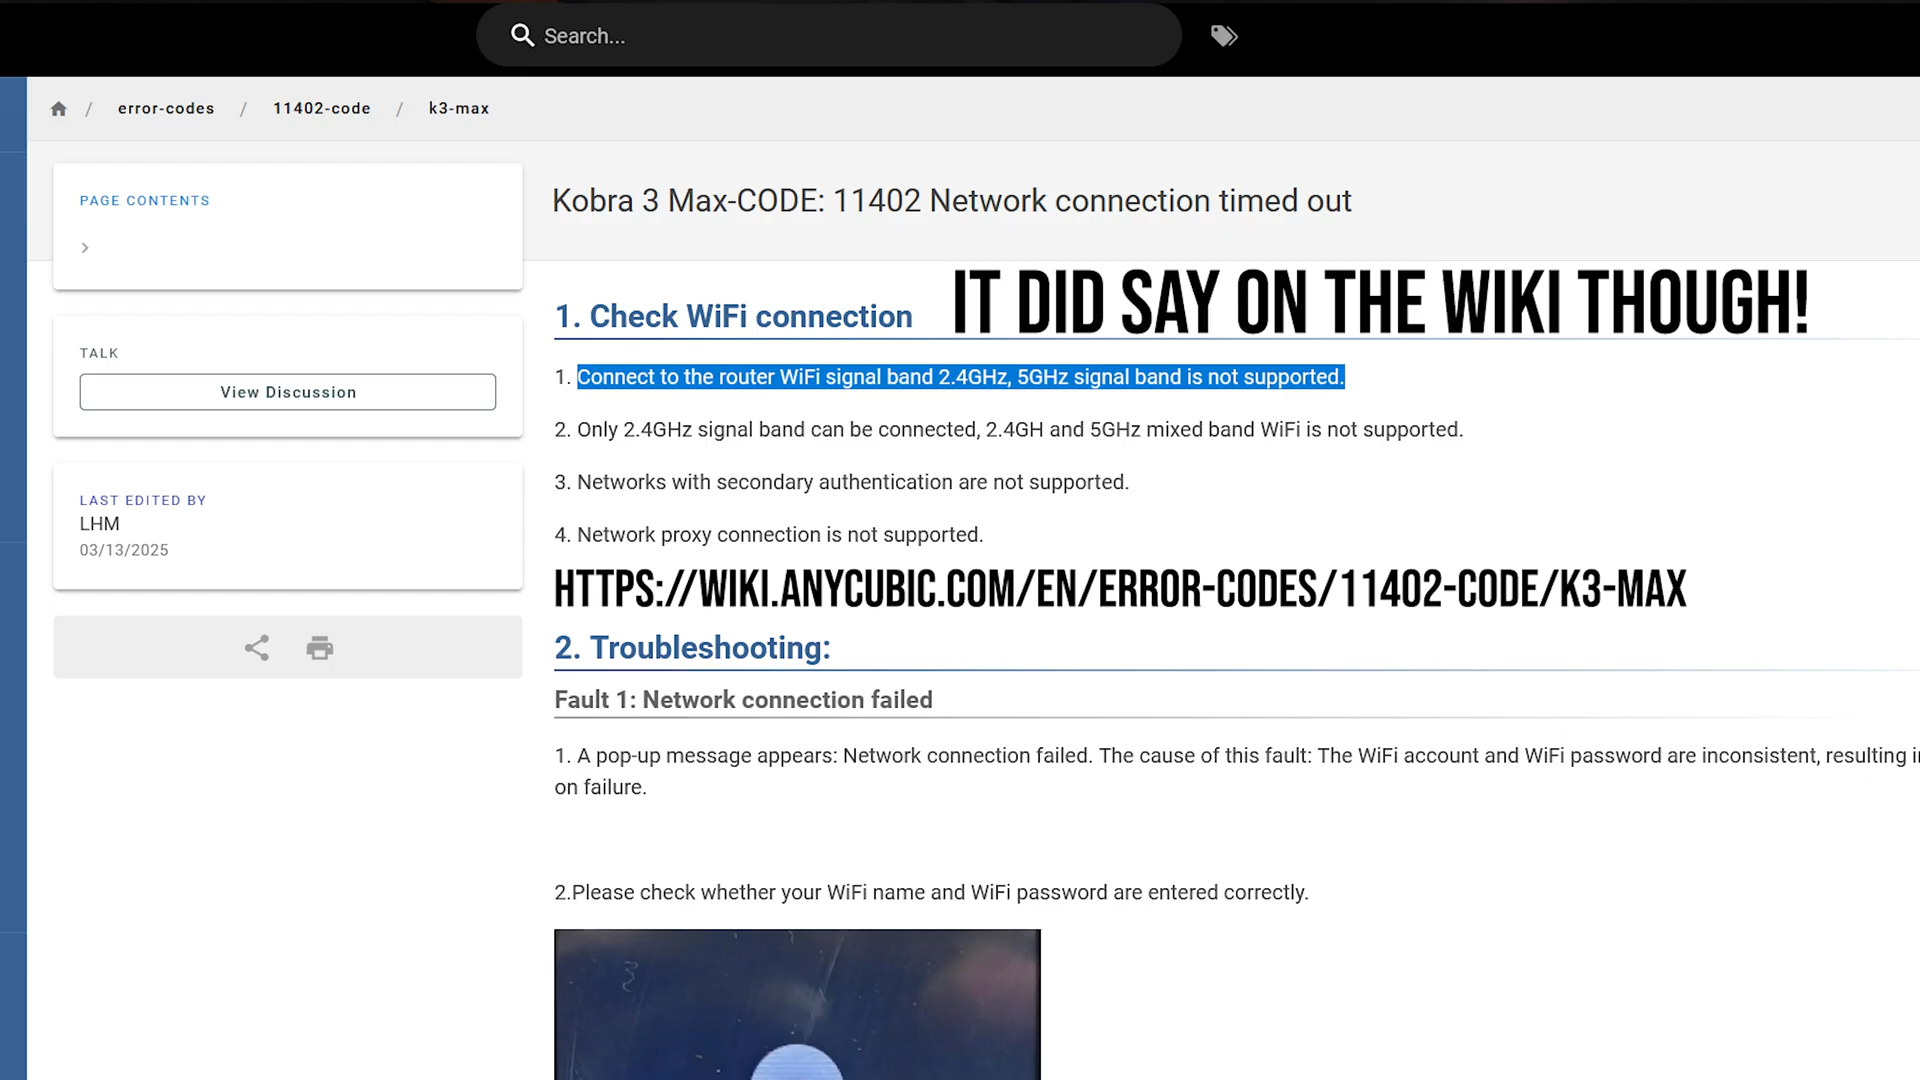 Search...
error-codes / 11402-code / k3-max
PAGE CONTENTS
TALK
View Discussion
LAST EDITED BY
LHM
03/13/2025
Kobra 3 Max-CODE: 11402 Network connection timed out
IT DID SAY ON THE WIKI THOUGH!
1. Check WiFi connection
1. Connect to the router WiFi signal band 2.4GHz, 5GHz signal band is not supported.
2. Only 2.4GHz signal band can be connected, 2.4GH and 5GHz mixed band WiFi is not supported.
3. Networks with secondary authentication are not supported.
4. Network proxy connection is not supported.
HTTPS://WIKI.ANYCUBIC.COM/EN/ERROR-CODES/11402-CODE/K3-MAX
2. Troubleshooting:
Fault 1: Network connection failed
1. A pop-up message appears: Network connection failed. The cause of this fault: The WiFi account and WiFi password are inconsistent, resulting
on failure.
2.Please check whether your WiFi name and WiFi password are entered correctly.